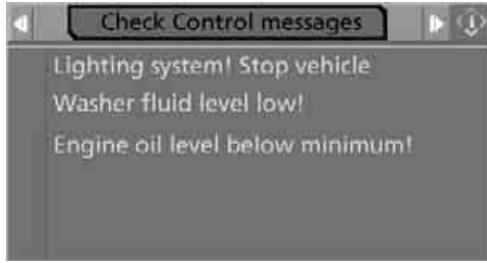 Check Control messages
Lighting system! Stop vehicle
Washer fluid level low!
Engine oil level below minimum!